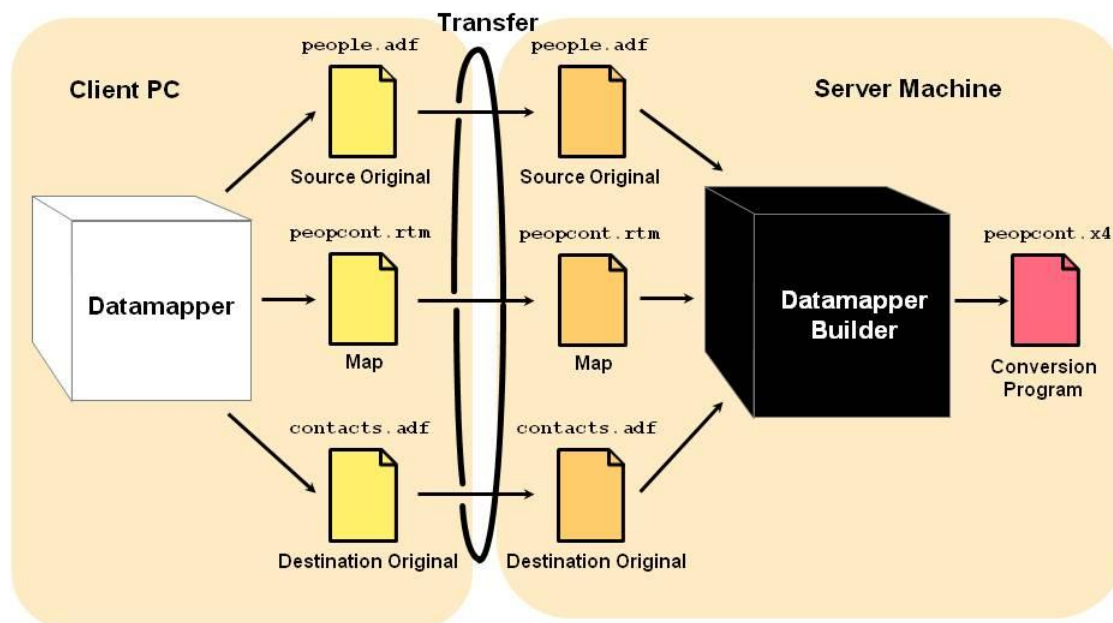 Transfer
Client PC
people.adf
Source Original
Datamapper
peopcont.rtm
Map
contacts.adf
Destination Original
Server Machine
people.adf
Source Original
peopcont.rtm
Map
contacts.adf
Destination Original
Datamapper
Builder
peopcont.x4
Conversion
Program